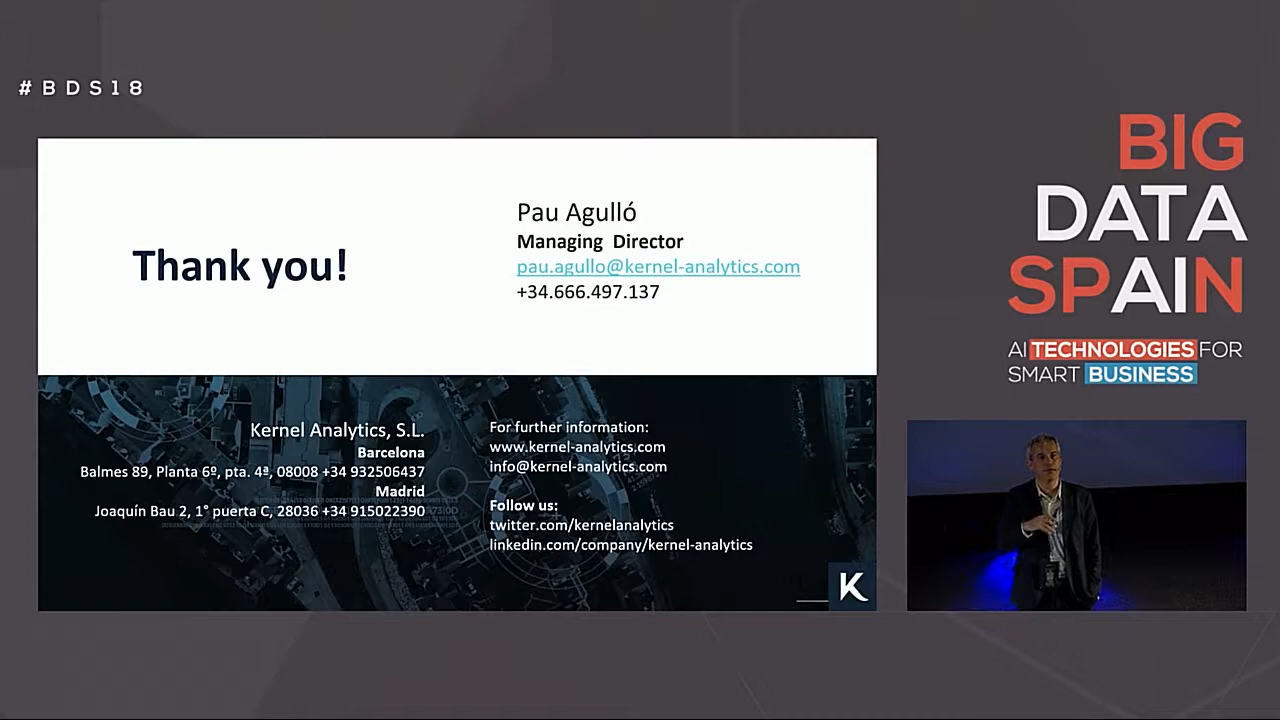 #BDS18
Thank you!
Pau Agulló
Managing Director
pau.agullo@kernel-analytics.com
+34.666.497.137
Kernel Analytics, S.L.
Barcelona
Balmes 89, Planta 6º, pta. 4ª, 08008 +34 932506437
Madrid
Joaquín Bau 2, 1° puerta C, 28036 +34 915022390
For further information:
www.kernel-analytics.com
info@kernel-analytics.com
Follow us:
twitter.com/kernelanalytics
linkedin.com/company/kernel-analytics
K
BIG
DATA
SPAIN
AI TECHNOLOGIES FOR
SMART BUSINESS